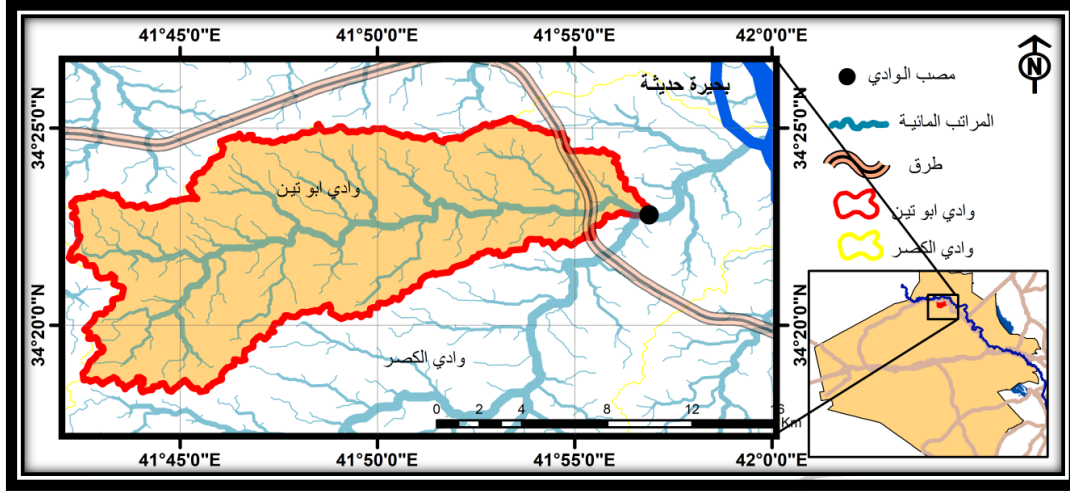 41°45'0"E 41°50'0"E 41°55'0"E 42°0'0"E
34°25'0"N
34°20'0"N
بحيرة حديثة
وادي ابو تين
وادي الكصر
0 2 4 8 12 16
Km
34°25'0"N
34°20'0"N
41°45'0"E 41°50'0"E 41°55'0"E 42°0'0"E
N
مصب الوادي
المراتب المائية
طرق
وادي ابو تين
وادي الكصر